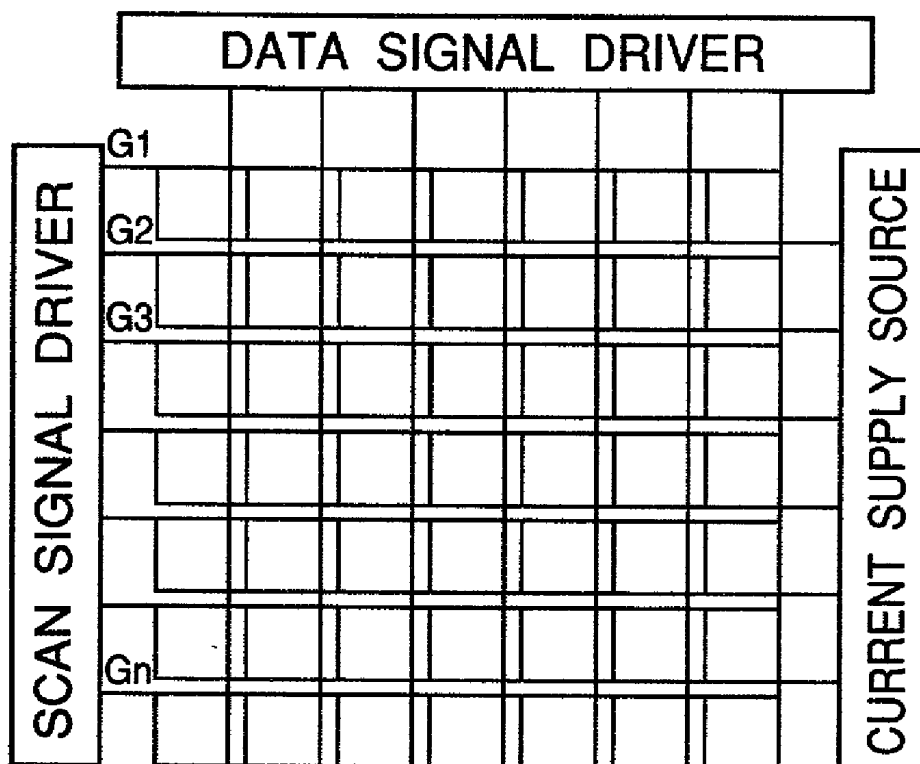 DATA SIGNAL DRIVER
SCAN SIGNAL DRIVER
G1
G2
G3
Gn
CURRENT SUPPLY SOURCE